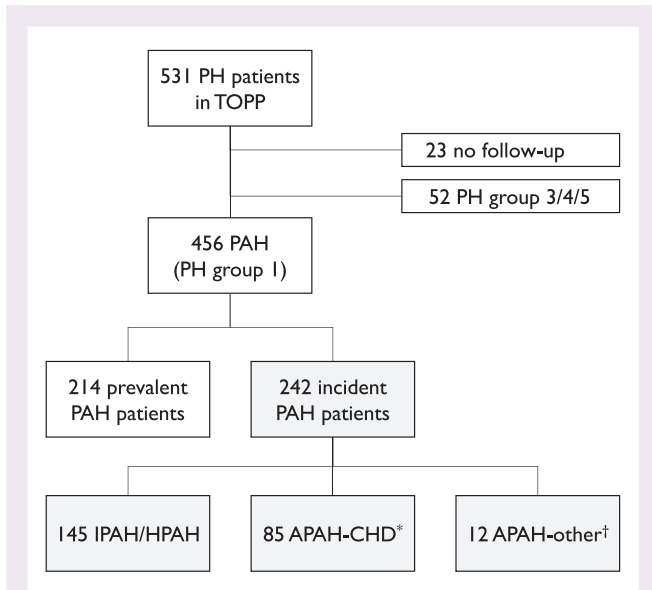 531 PH patients
in TOPP
23 no follow-up
52 PH group 3/4/5
456 PAH
(PH group 1)
214 prevalent
PAH patients
242 incident
PAH patients
145 IPAH/HPAH
85 APAH-CHD*
12 APAH-other†